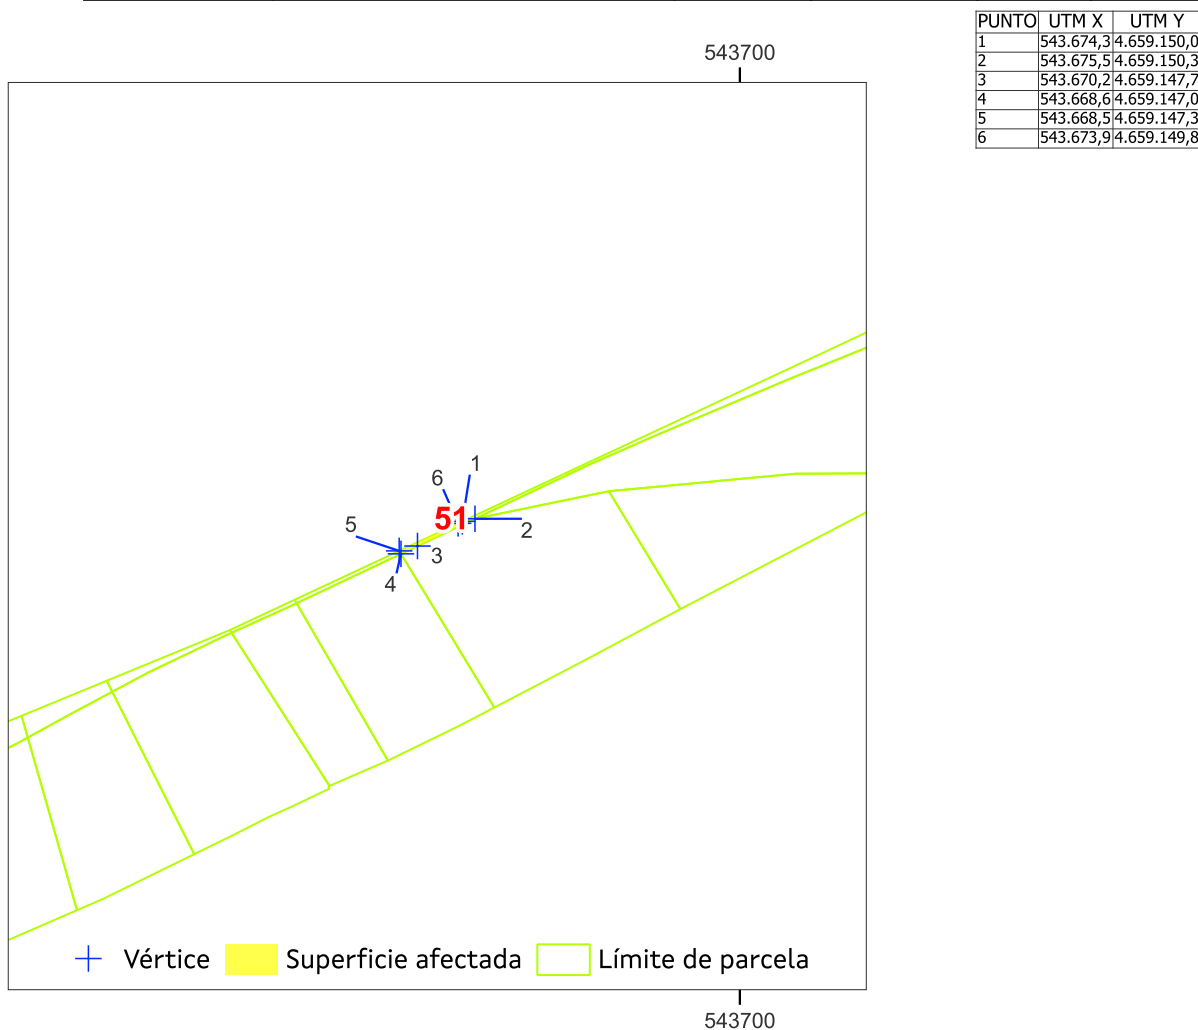 PUNTO UTM X UTM Y
1 543.674,3 4.659.150,0
2 543.675,5 4.659.150,3
3 543.670,2 4.659.147,7
4 543.668,6 4.659.147,0
5 543.668,5 4.659.147,3
6 543.673,9 4.659.149,8
543700
1
6
51
5
2
3
4
Vértice Superficie afectada Límite de parcela
543700